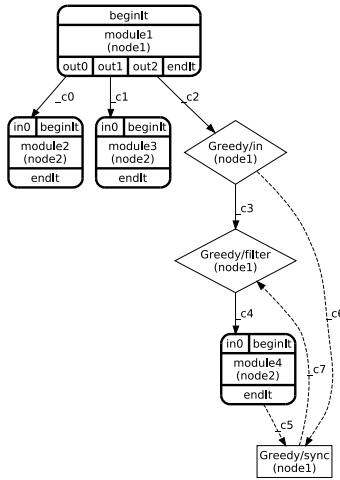 beginIt
module1
(node1)
out0 out1 out2 endIt
_c0 _c1 _c2
in0 beginIt in0 beginIt
module2 module3
(node2) (node2)
endIt endIt
Greedy/in
(node1)
_c3
Greedy/filter
(node1)
_c4 _c6
in0 beginIt
module4
(node2)
endIt
_c7
_c5
Greedy/sync
(node1)